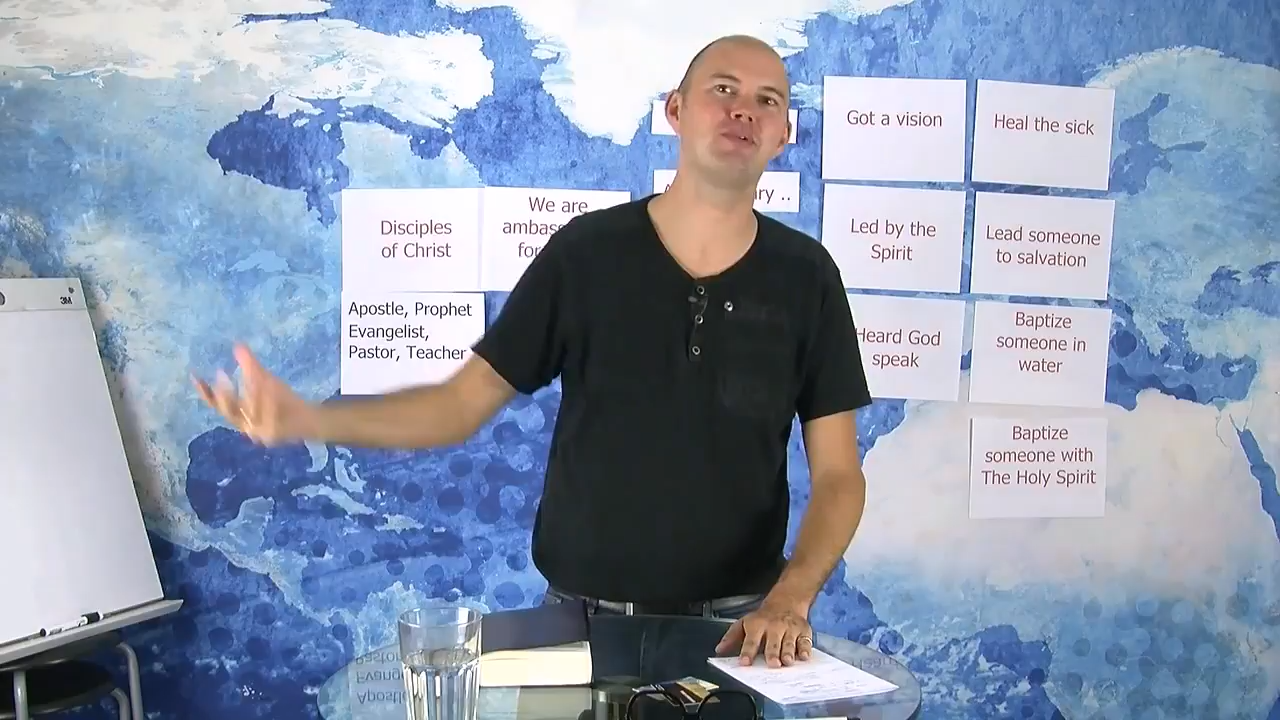 Disciples
of Christ
We are
for
Apostle, Prophet
Evangelist,
Pastor, Teacher
Got a vision
Heal the sick
Led by the
Spirit
Lead someone
to salvation
Heard God
speak
Baptize
someone in
water
Baptize
someone with
The Holy Spirit
3M